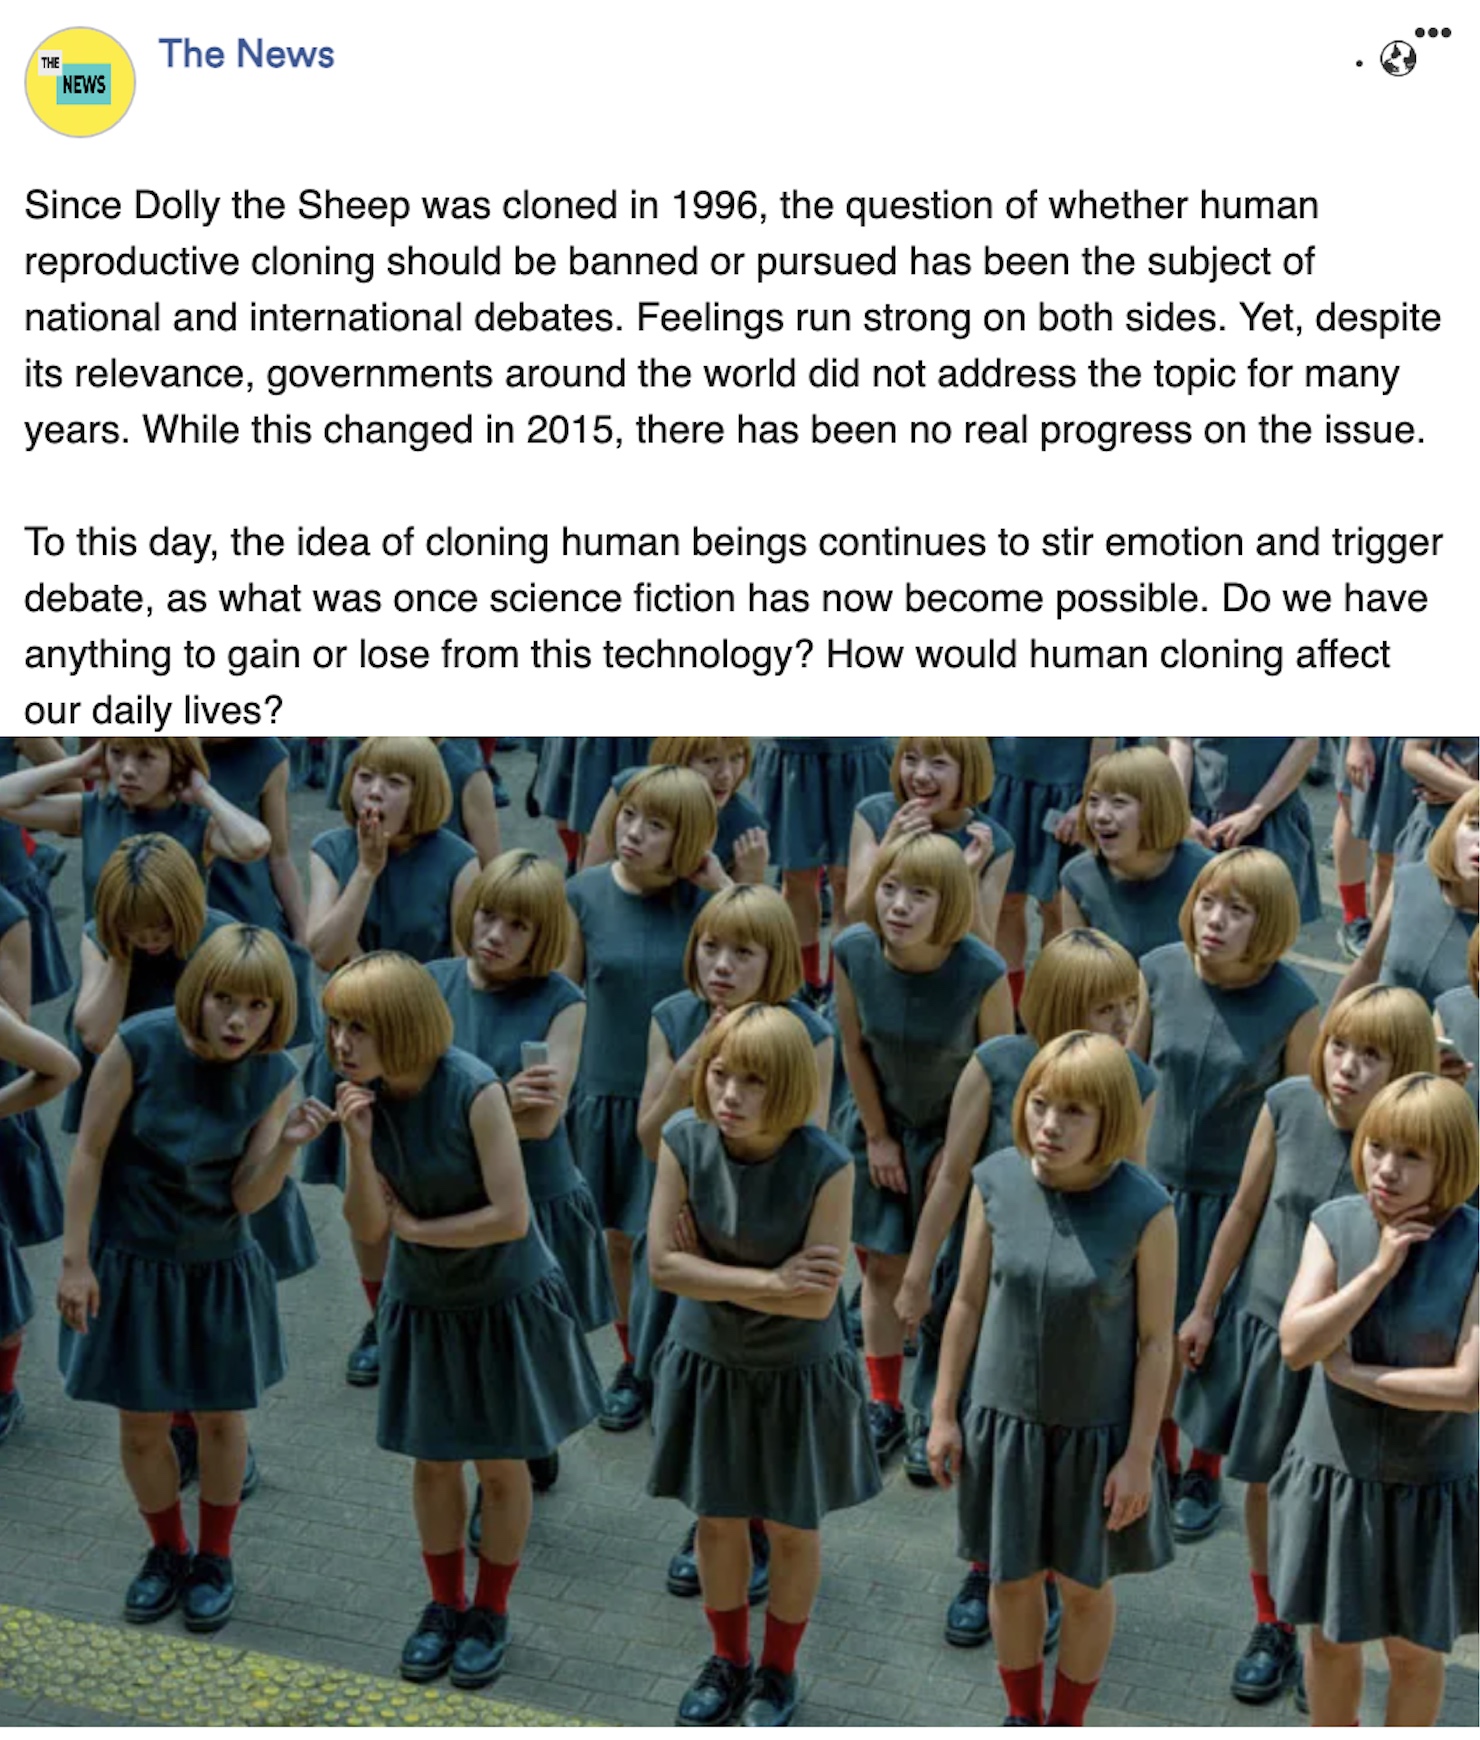 THE
NEWS
The News
Since Dolly the Sheep was cloned in 1996, the question of whether human
reproductive cloning should be banned or pursued has been the subject of
national and international debates. Feelings run strong on both sides. Yet, despite
its relevance, governments around the world did not address the topic for many
years. While this changed in 2015, there has been no real progress on the issue.
To this day, the idea of cloning human beings continues to stir emotion and trigger
debate, as what was once science fiction has now become possible. Do we have
anything to gain or lose from this technology? How would human cloning affect
our daily lives?